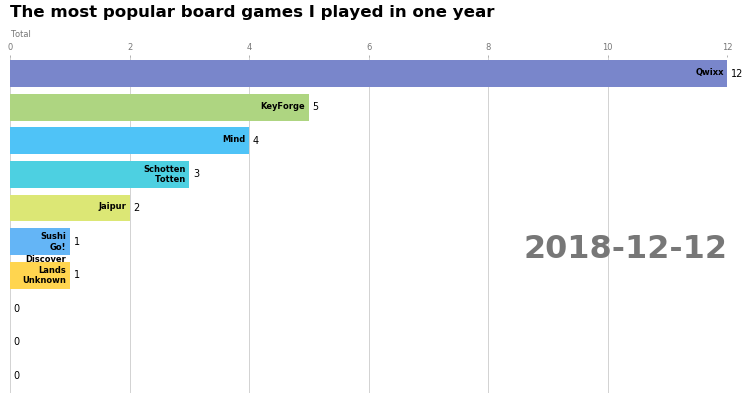 The most popular board games I played in one year
Total
0 2 4 6 8 10 12
Qwixx 12
KeyForge 5
Mind 4
Schotten
Totten 3
Jaipur 2
Sushi
Go! 1
2018-12-12
Discover
Lands
Unknown 1
0
0
0